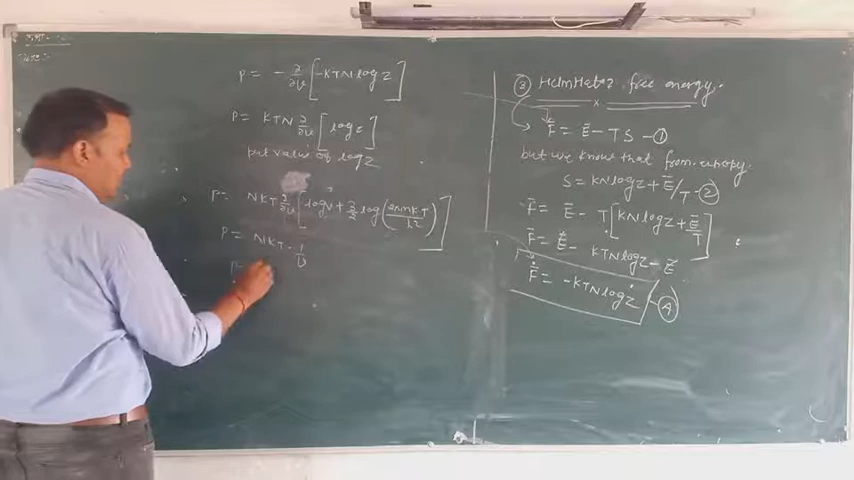 P = - ∂/∂v [-KTN log Z]
P = KTN ∂/∂v [log z]
put value of log Z
P = NKT ∂/∂v [log v + 3/2 log (2πmKT/h²)]
P = NKT . 1/v
P
③ HelmHotz free energy.
F̄ = Ē - TS -①
but we know that from entropy.
S = KN log Z + Ē/T -②
F̄ = Ē - T [KN log Z + Ē/T]
F̄ = Ē - KTN log Z - Ē
F̄ = -KTN log Z -Ⓐ